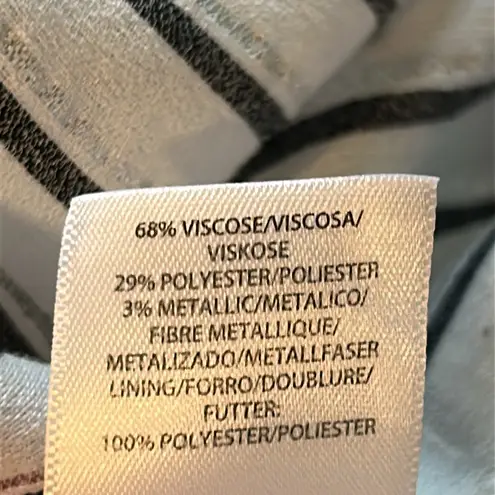 68% VISCOSE/VISCOSA/
VISKOSE
29% POLYESTER/POLIESTER
3% METALLIC/METALICO/
FIBRE METALLIQUE/
METALIZADO/METALLFASER
LINING/FORRO/DOUBLURE/
FUTTER:
100% POLYESTER/POLIESTER